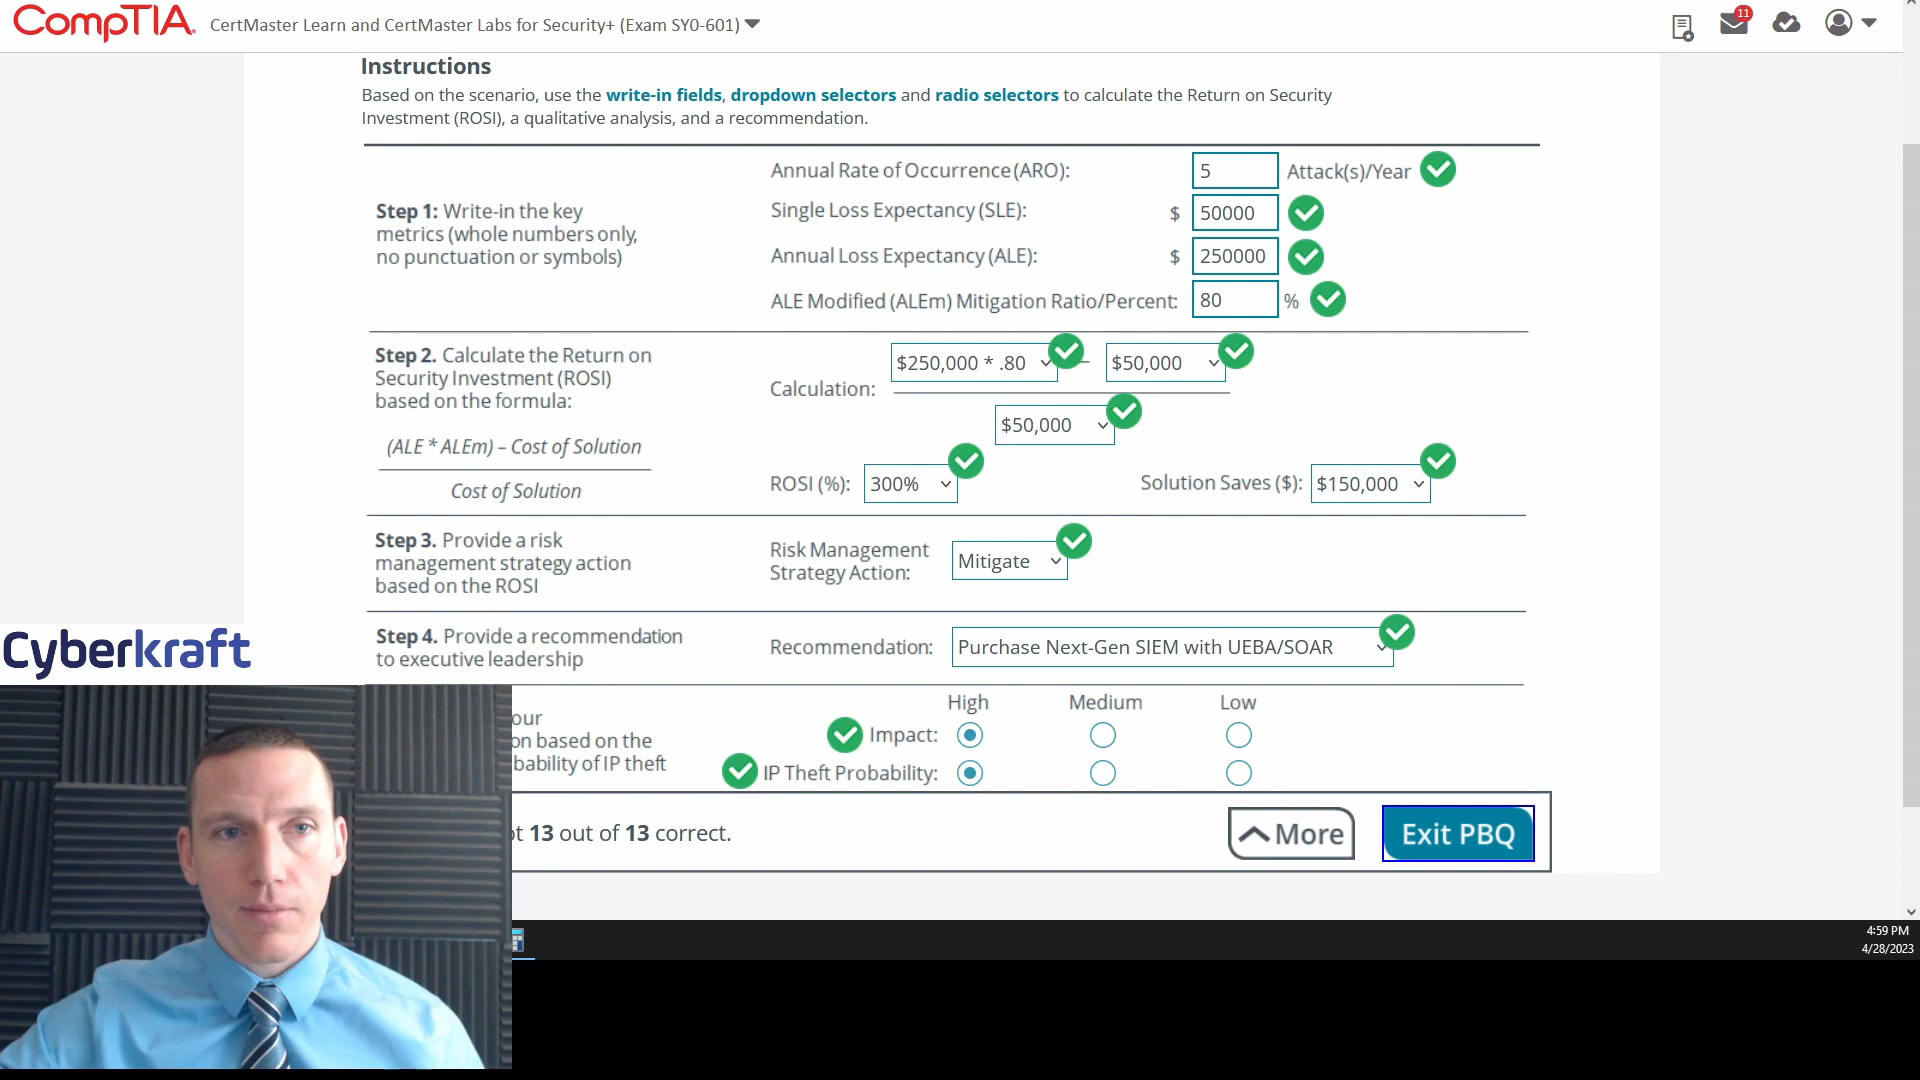 CompTIA.
CertMaster Learn and CertMaster Labs for Security+ (Exam SY0-601)
11
Instructions
Based on the scenario, use the write-in fields, dropdown selectors and radio selectors to calculate the Return on Security
Investment (ROSI), a qualitative analysis, and a recommendation.
Step 1: Write-in the key
metrics (whole numbers only,
no punctuation or symbols)
Annual Rate of Occurrence (ARO): 5 Attack(s)/Year
Single Loss Expectancy (SLE): $ 50000
Annual Loss Expectancy (ALE): $ 250000
ALE Modified (ALEm) Mitigation Ratio/Percent: 80 %
Step 2. Calculate the Return on
Security Investment (ROSI)
based on the formula:
(ALE * ALEm) – Cost of Solution
Cost of Solution
Calculation: $250,000 * .80 – $50,000
$50,000
ROSI (%): 300% Solution Saves ($): $150,000
Step 3. Provide a risk
management strategy action
based on the ROSI
Risk Management
Strategy Action: Mitigate
Step 4. Provide a recommendation
to executive leadership
Recommendation: Purchase Next-Gen SIEM with UEBA/SOAR
Cyberkraft
our
on based on the
bability of IP theft
High Medium Low
Impact:
IP Theft Probability:
t 13 out of 13 correct.
More
Exit PBQ
4:59 PM
4/28/2023